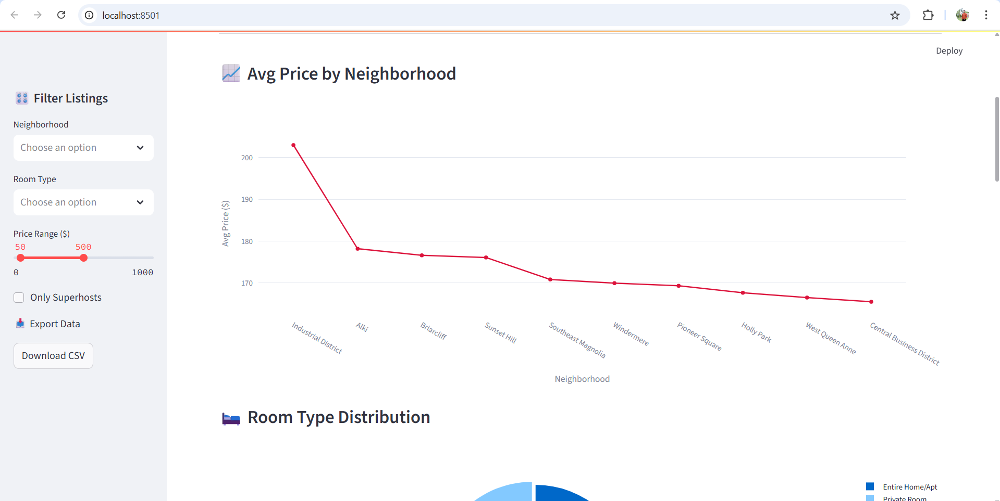 localhost:8501
Deploy
Filter Listings
Neighborhood
Choose an option
Room Type
Choose an option
Price Range ($)
50
500
0
1000
Only Superhosts
Export Data
Download CSV
Avg Price by Neighborhood
Avg Price ($)
200
190
180
170
Industrial District
Alki
Briarcliff
Sunset Hill
Southeast Magnolia
Windermere
Pioneer Square
Holly Park
West Queen Anne
Central Business District
Neighborhood
Room Type Distribution
Entire Home/Apt
Private Room